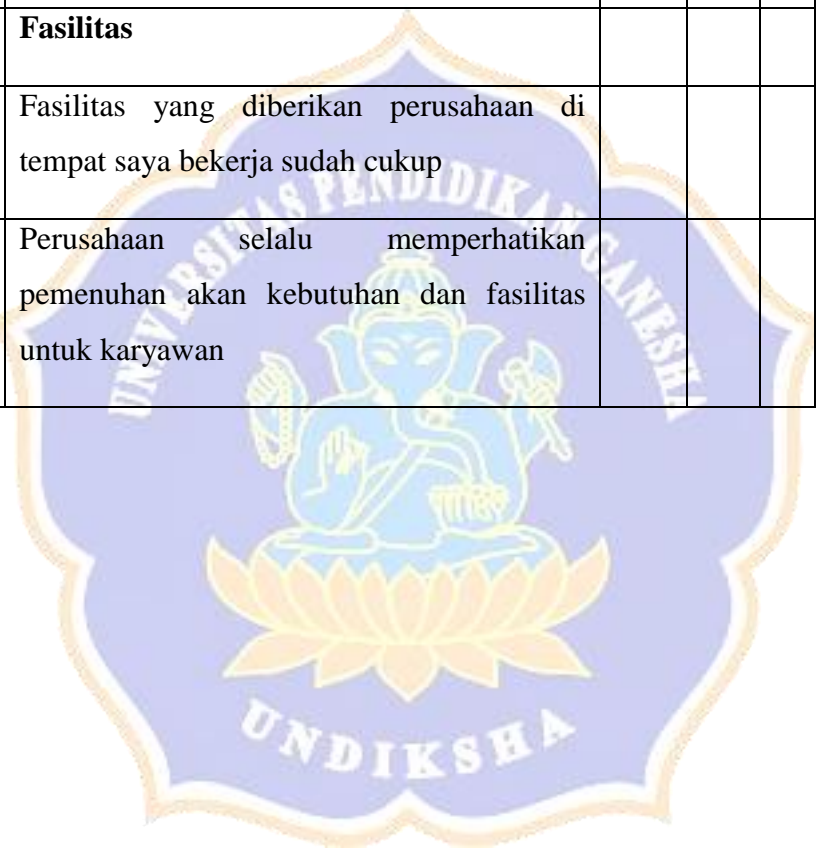 Fasilitas
Fasilitas yang diberikan perusahaan di
tempat saya bekerja sudah cukup
Perusahaan selalu memperhatikan
pemenuhan akan kebutuhan dan fasilitas
untuk karyawan
UNIVERSITAS PENDIDIKAN GANESHA
UNDIKSHA